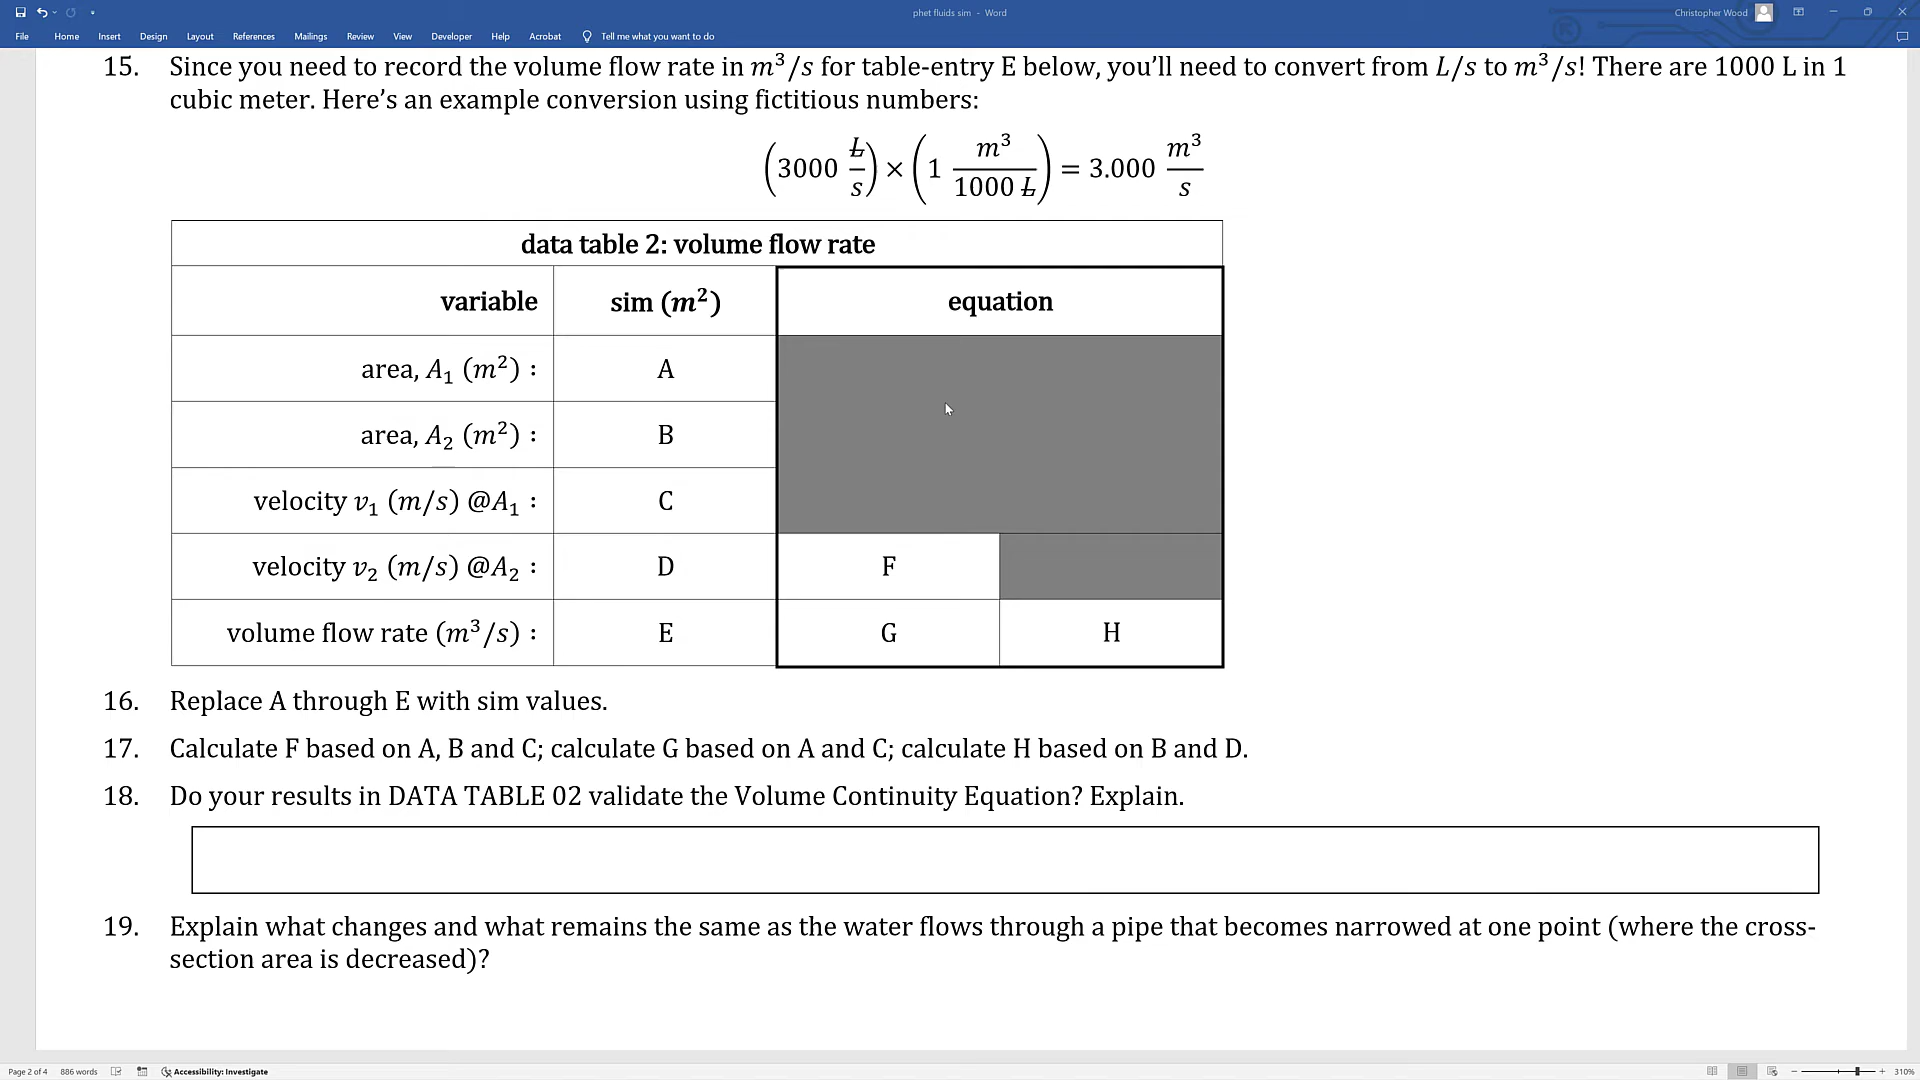 phet fluids sim - Word
Christopher Wood
File Home Insert Design Layout References Mailings Review View Developer Help Acrobat Tell me what you want to do
15. Since you need to record the volume flow rate in m³/s for table-entry E below, you’ll need to convert from L/s to m³/s! There are 1000 L in 1
cubic meter. Here’s an example conversion using fictitious numbers:
(3000 L/s) × (1 m³/1000 L) = 3.000 m³/s
data table 2: volume flow rate
variable sim (m²) equation
area, A₁ (m²) : A
area, A₂ (m²) : B
velocity v₁ (m/s) @A₁ : C
velocity v₂ (m/s) @A₂ : D F
volume flow rate (m³/s) : E G H
16. Replace A through E with sim values.
17. Calculate F based on A, B and C; calculate G based on A and C; calculate H based on B and D.
18. Do your results in DATA TABLE 02 validate the Volume Continuity Equation? Explain.
19. Explain what changes and what remains the same as the water flows through a pipe that becomes narrowed at one point (where the cross-
section area is decreased)?
Page 2 of 4 886 words Accessibility: Investigate 310%